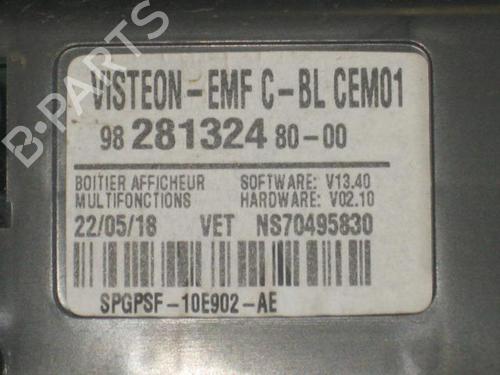 VISTEON-EMF C-BL CEM01
98 281324 80-00
BOITIER AFFICHEUR SOFTWARE: V13.40
MULTIFONCTIONS HARDWARE: V02.10
22/05/18 VET NS70495830
SPGPSF-10E902-AE
B-PARTS